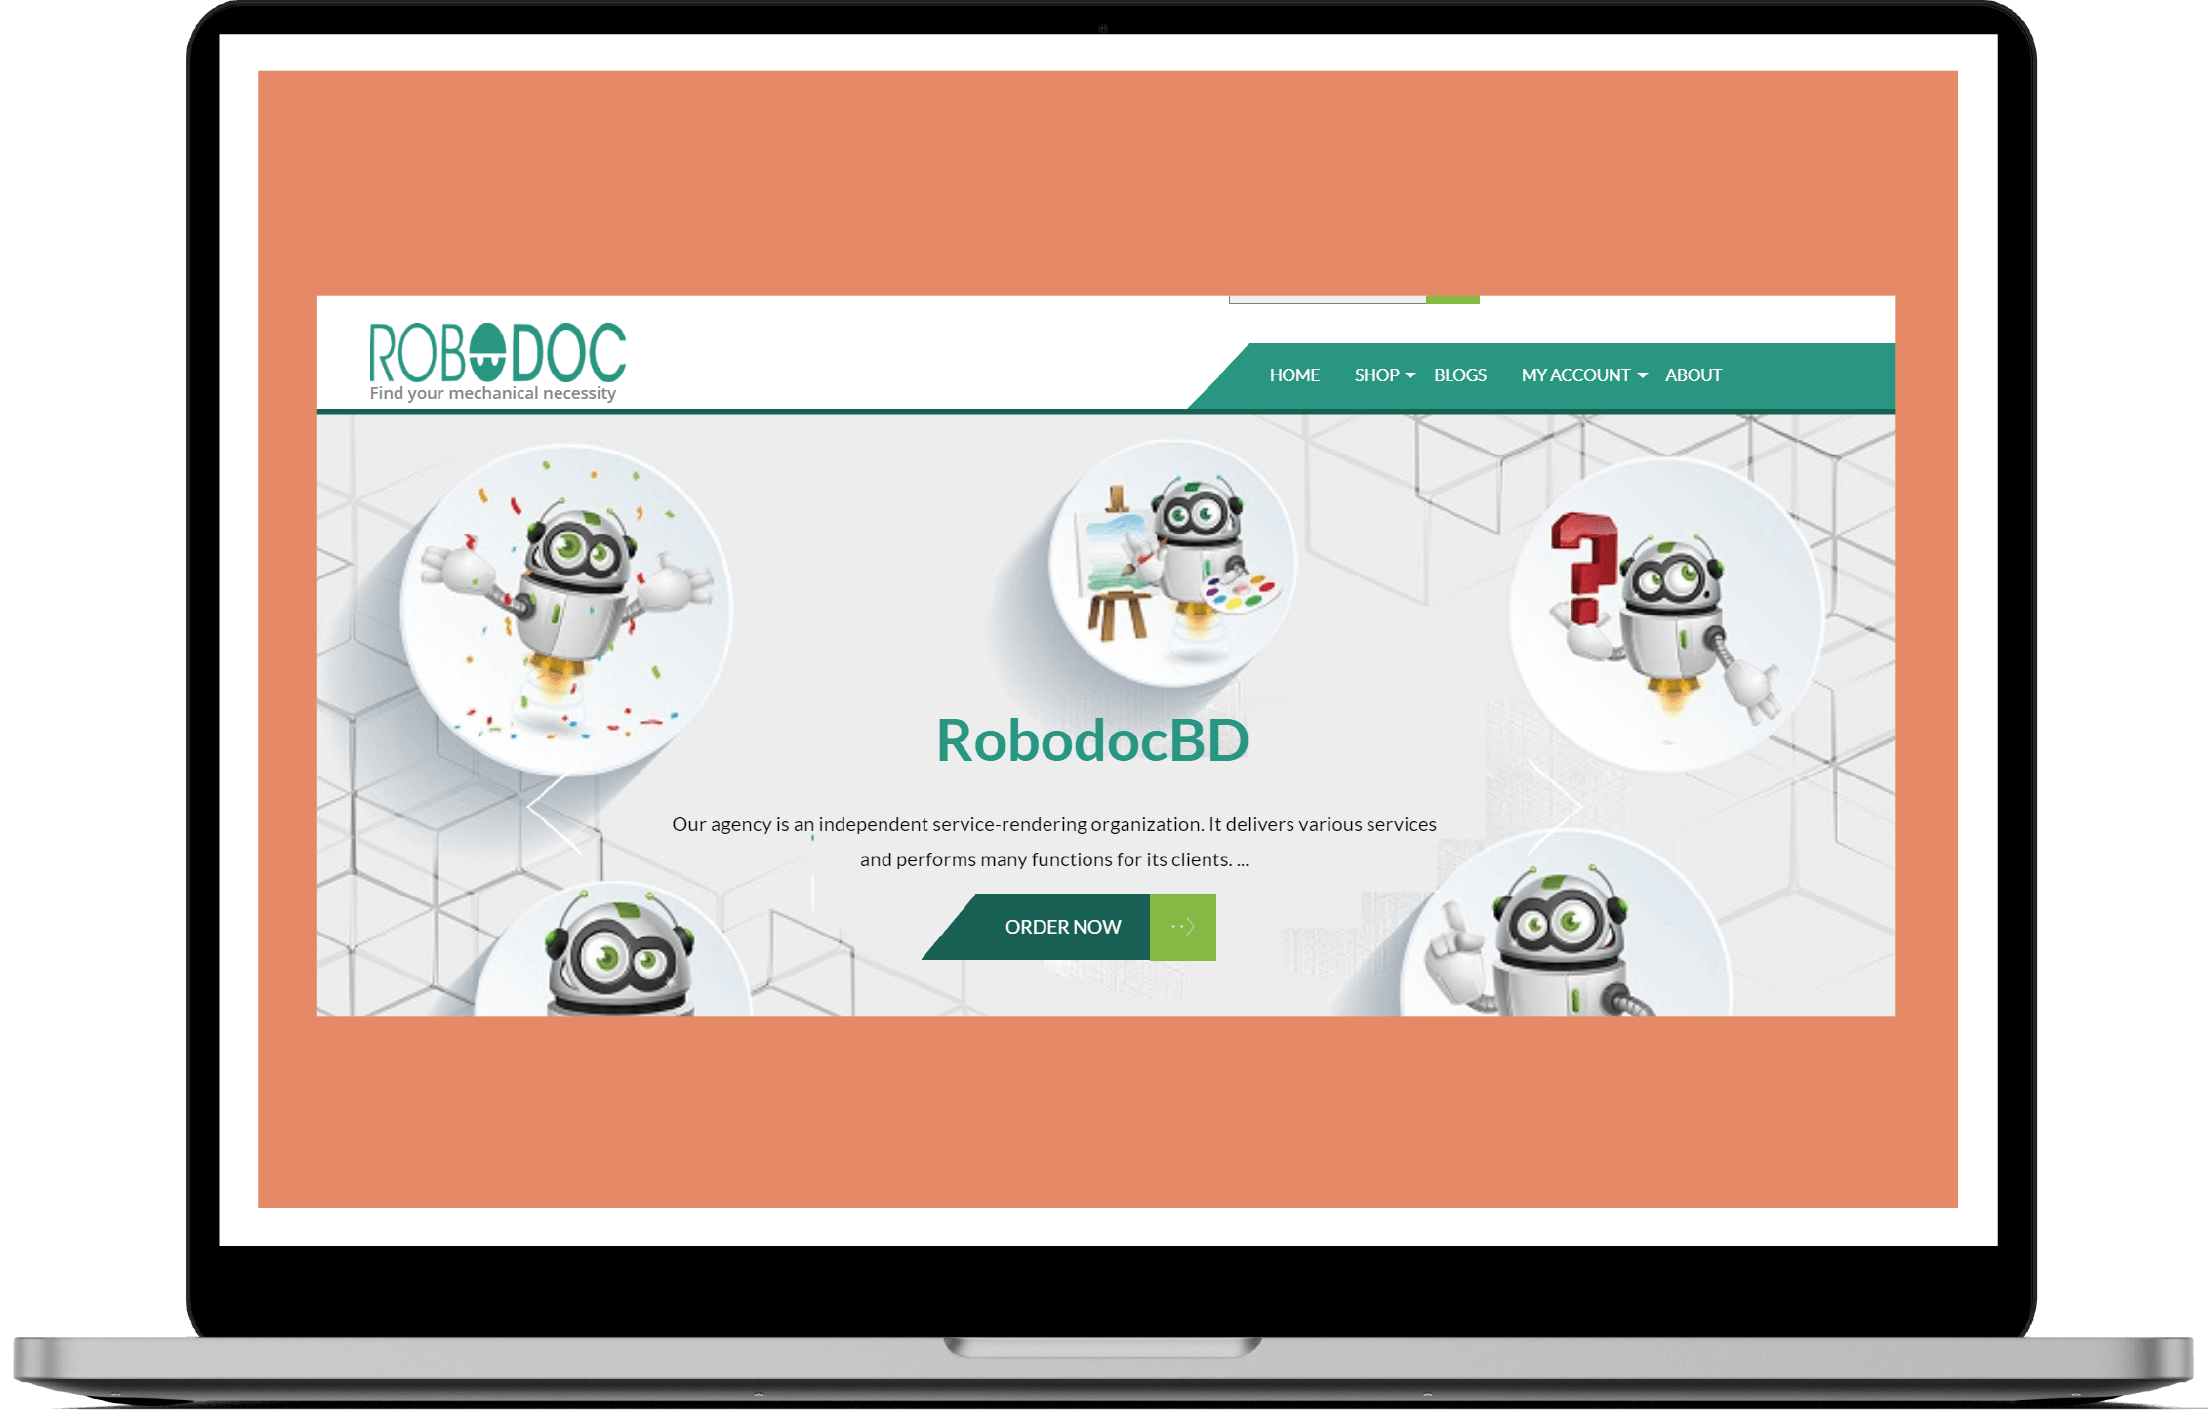 ROBODOC
Find your mechanical necessity
HOME SHOP BLOGS MY ACCOUNT ABOUT
RobodocBD
Our agency is an independent service-rendering organization. It delivers various services
and performs many functions for its clients. ...
ORDER NOW